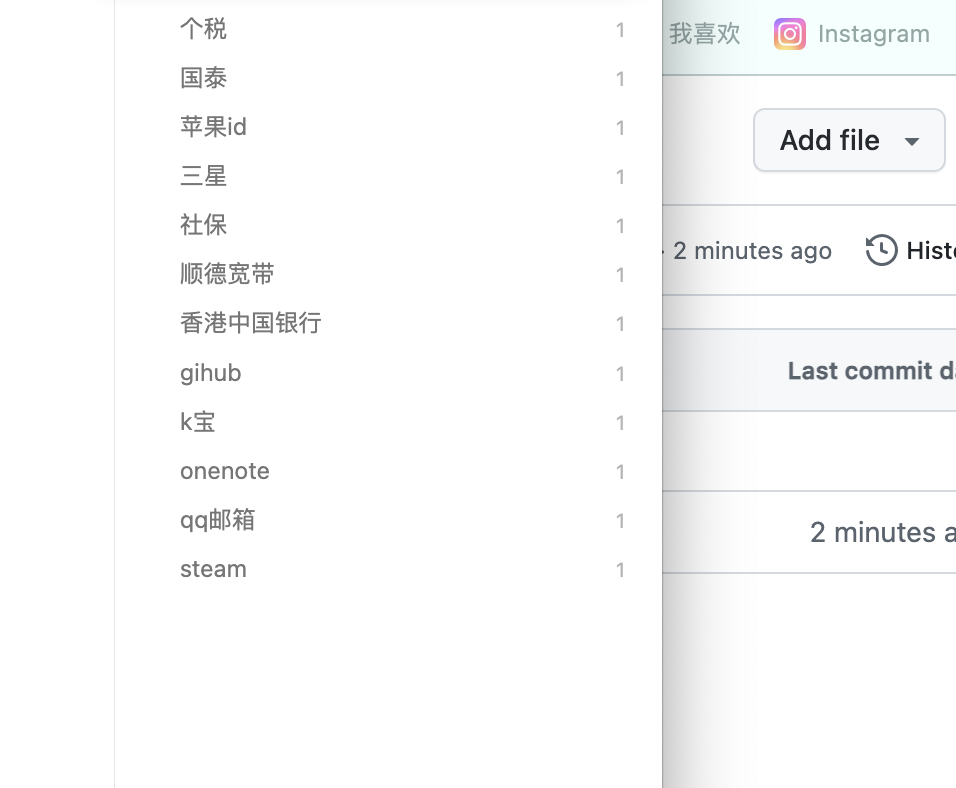 个税 1
国泰 1
苹果id 1
三星 1
社保 1
顺德宽带 1
香港中国银行 1
gihub 1
k宝 1
onenote 1
qq邮箱 1
steam 1
我喜欢 Instagram
Add file
2 minutes ago Histo
Last commit da
2 minutes a